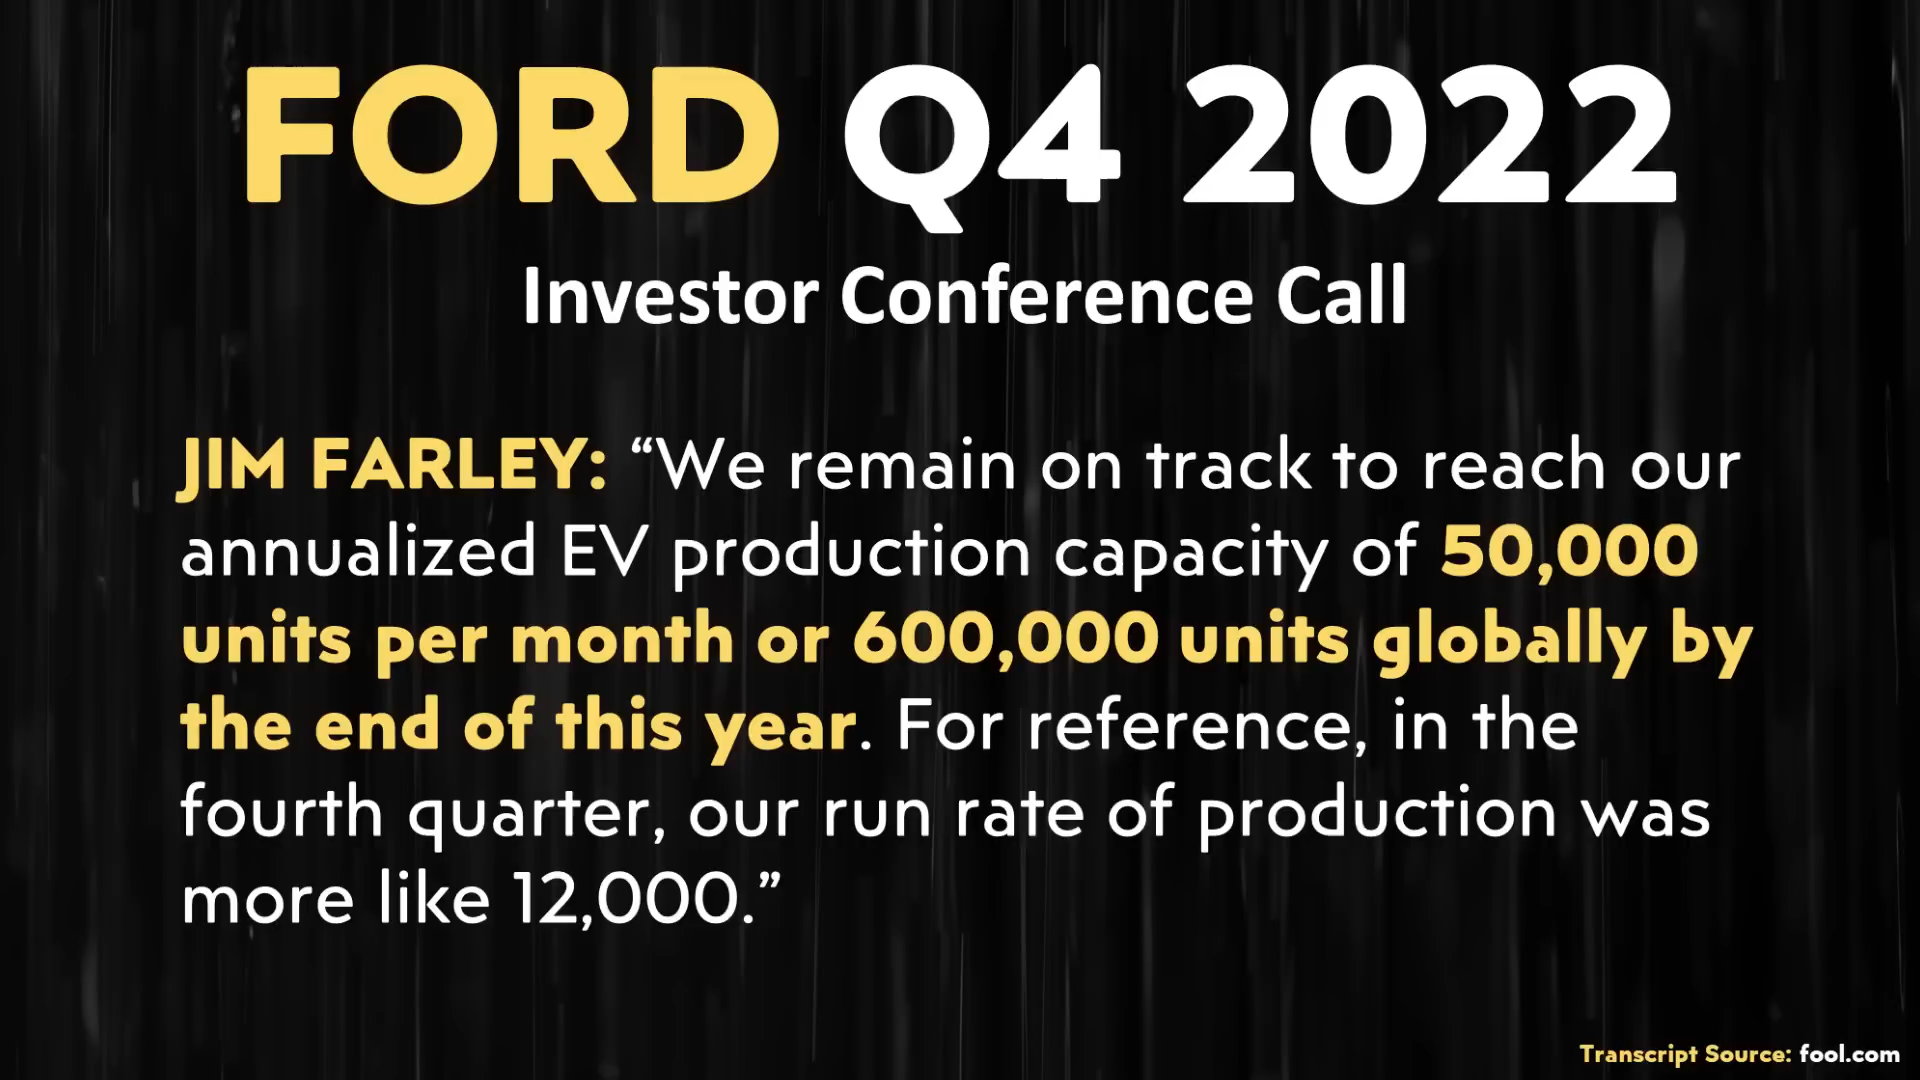 FORD Q4 2022
Investor Conference Call
JIM FARLEY: “We remain on track to reach our
annualized EV production capacity of 50,000
units per month or 600,000 units globally by
the end of this year. For reference, in the
fourth quarter, our run rate of production was
more like 12,000.”
Transcript Source: fool.com